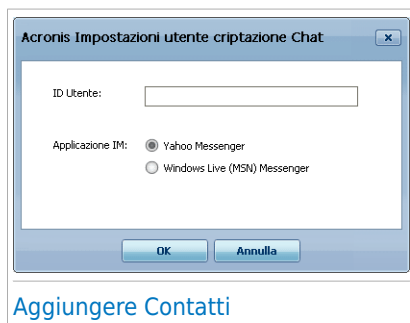 Acronis Impostazioni utente criptazione Chat
ID Utente:
Applicazione IM: Yahoo Messenger
Windows Live (MSN) Messenger
OK Annulla
Aggiungere Contatti